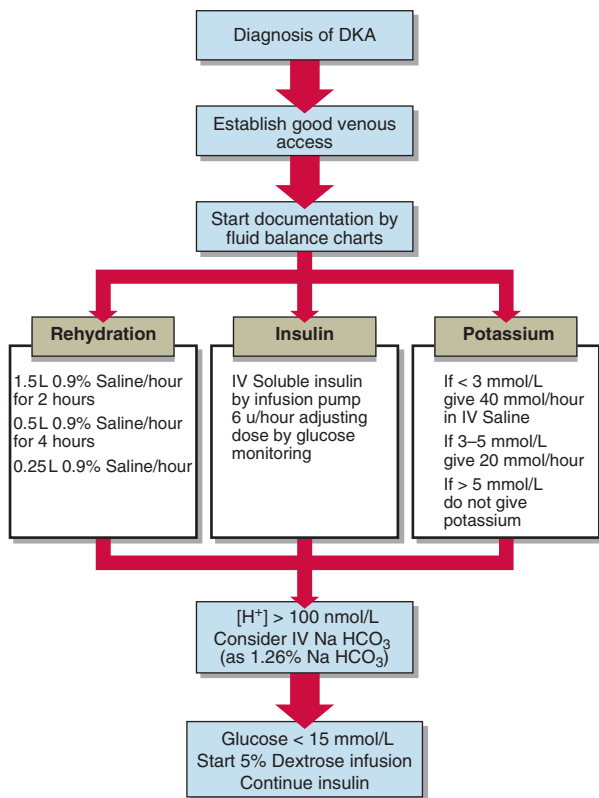 Diagnosis of DKA
Establish good venous
access
Start documentation by
fluid balance charts
Rehydration
1.5L 0.9% Saline/hour
for 2 hours
0.5L 0.9% Saline/hour
for 4 hours
0.25L 0.9% Saline/hour
Insulin
IV Soluble insulin
by infusion pump
6 u/hour adjusting
dose by glucose
monitoring
Potassium
If < 3 mmol/L
give 40 mmol/hour
in IV Saline
If 3–5 mmol/L
give 20 mmol/hour
If > 5 mmol/L
do not give
potassium
[H⁺] > 100 nmol/L
Consider IV Na HCO₃
(as 1.26% Na HCO₃)
Glucose < 15 mmol/L
Start 5% Dextrose infusion
Continue insulin